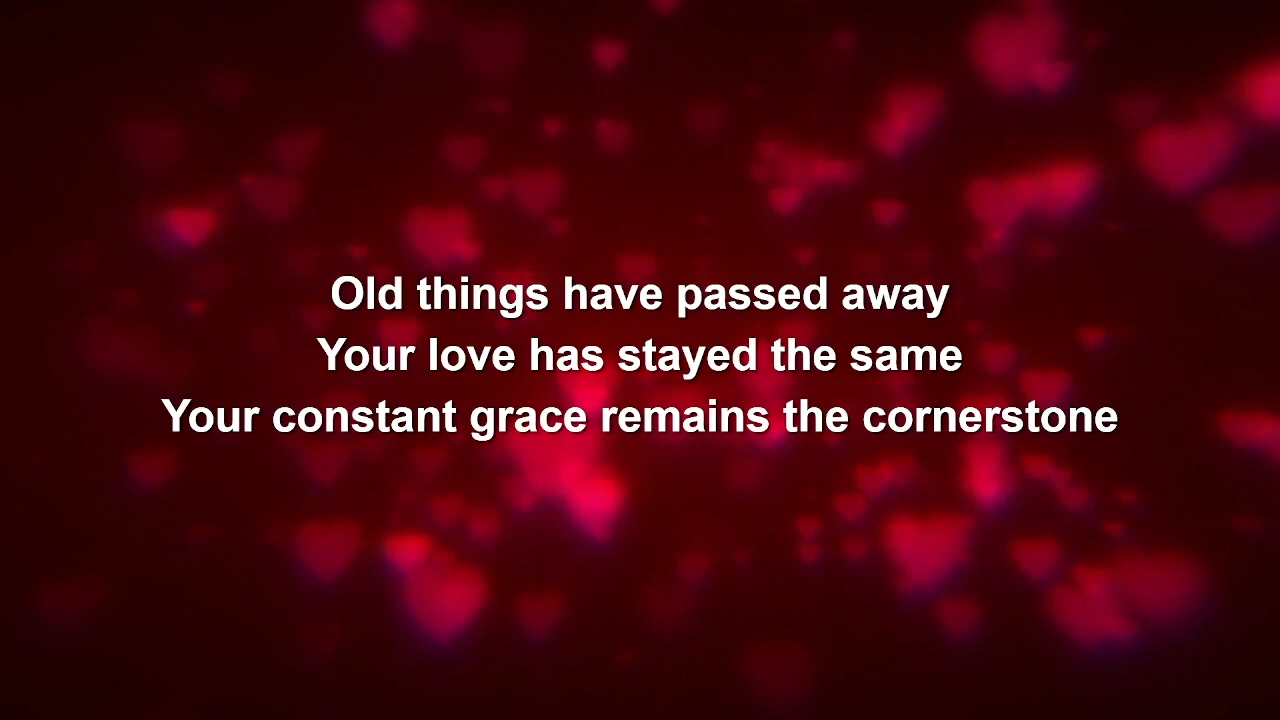 Old things have passed away
Your love has stayed the same
Your constant grace remains the cornerstone